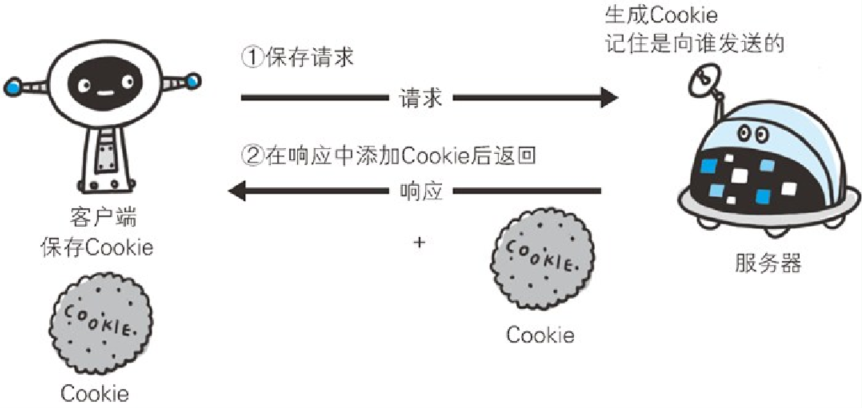 生成Cookie
记住是向谁发送的
①保存请求
请求
②在响应中添加Cookie后返回
响应
+
客户端
保存Cookie
COOKIE.
Cookie
COOKIE.
Cookie
服务器